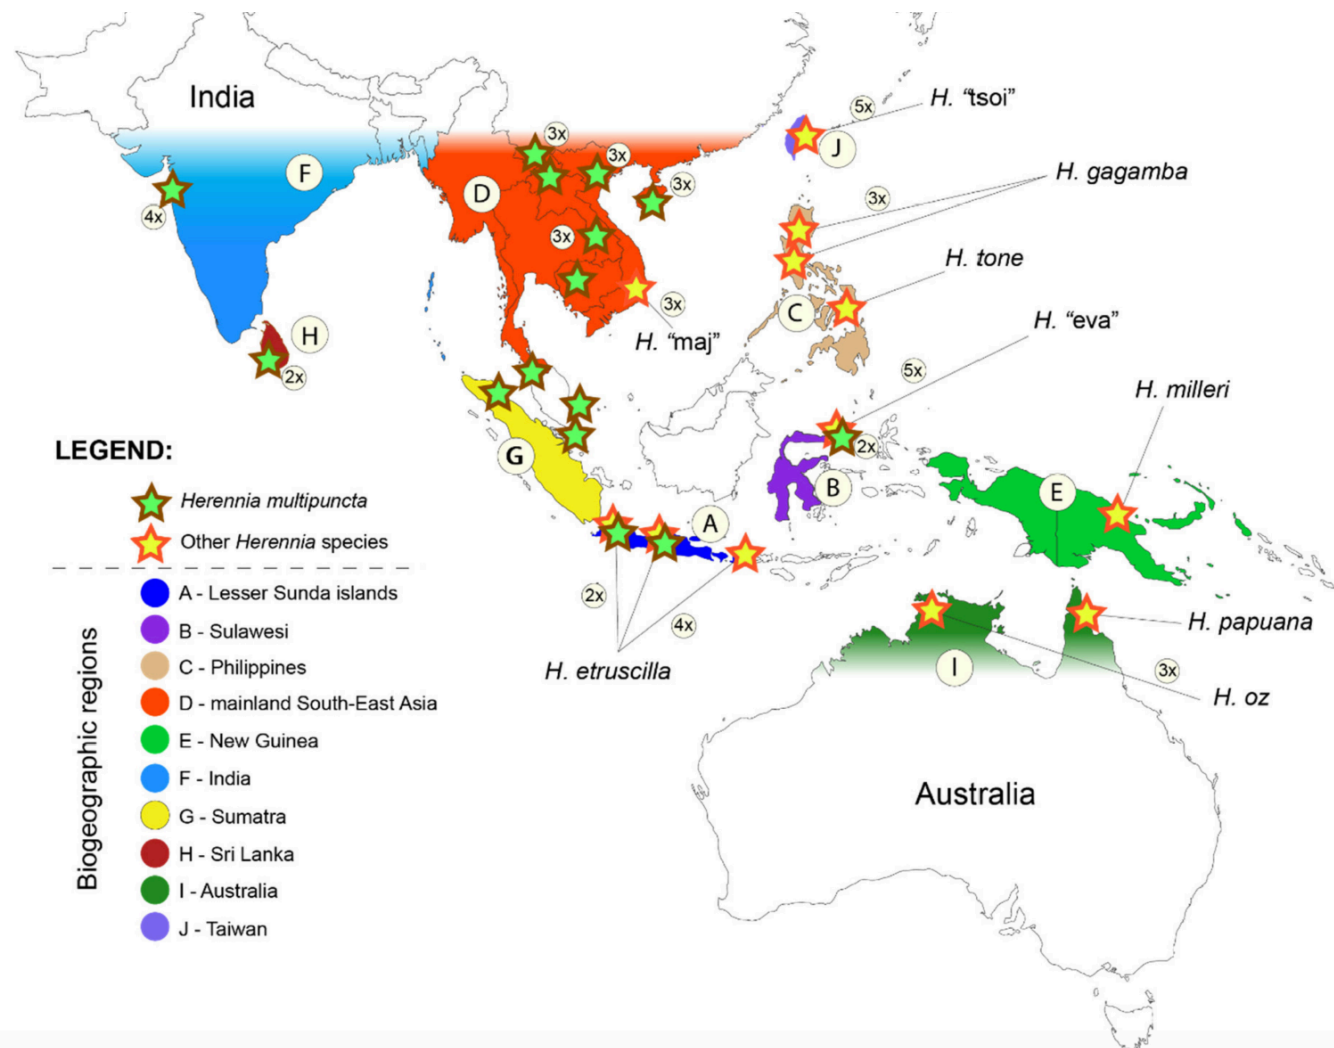 India
H. “tsoi”
5x
J
H. gagamba
3x
F
D
3x
3x
3x
3x
4x
H. tone
C
3x
H. “maj”
H. “eva”
H
2x
5x
H. milleri
LEGEND:
G
2x
B
E
A
Herennia multipuncta
Other Herennia species
2x
4x
H. etruscilla
H. papuana
I
3x
H. oz
Biogeographic regions
A - Lesser Sunda islands
B - Sulawesi
C - Philippines
D - mainland South-East Asia
E - New Guinea
F - India
G - Sumatra
H - Sri Lanka
I - Australia
J - Taiwan
Australia